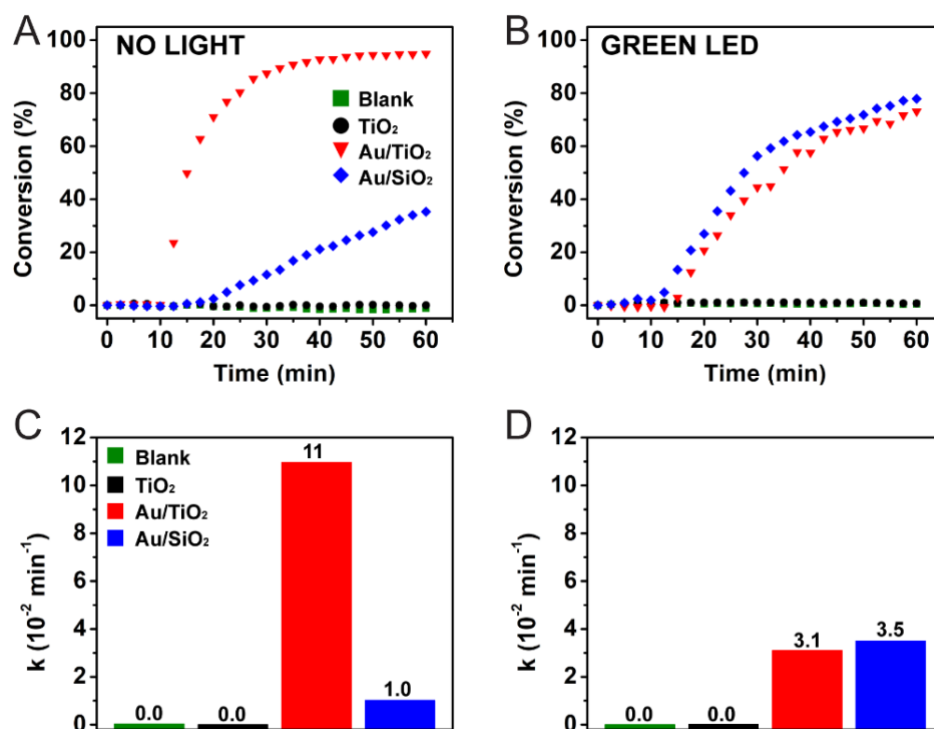 A
NO LIGHT
Conversion (%)
100
80
60
40
20
0
Blank
TiO₂
Au/TiO₂
Au/SiO₂
0 10 20 30 40 50 60
Time (min)
B
GREEN LED
Conversion (%)
100
80
60
40
20
0
0 10 20 30 40 50 60
Time (min)
C
k (10⁻² min⁻¹)
12
10
8
6
4
2
0
Blank
TiO₂
Au/TiO₂
Au/SiO₂
0.0 0.0 11 1.0
D
k (10⁻² min⁻¹)
12
10
8
6
4
2
0
0.0 0.0 3.1 3.5